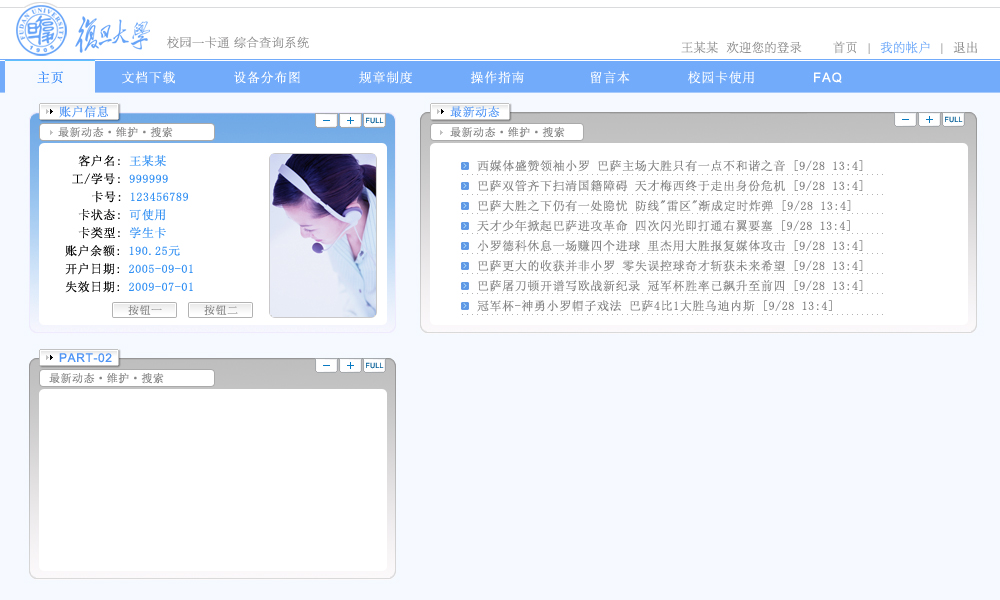 FUDAN UNIVERSITY
1905
復旦大學
校园一卡通 综合查询系统
王某某 欢迎您的登录 首页 | 我的帐户 | 退出
主页 文档下载 设备分布图 规章制度 操作指南 留言本 校园卡使用 FAQ
账户信息
− + FULL
最新动态・维护・搜索
客户名: 王某某
工/学号: 999999
卡号: 123456789
卡状态: 可使用
卡类型: 学生卡
账户余额: 190.25元
开户日期: 2005-09-01
失效日期: 2009-07-01
按钮一 按钮二
最新动态
− + FULL
最新动态・维护・搜索
西媒体盛赞领袖小罗 巴萨主场大胜只有一点不和谐之音 [9/28 13:4]
巴萨双管齐下扫清国籍障碍 天才梅西终于走出身份危机 [9/28 13:4]
巴萨大胜之下仍有一处隐忧 防线"雷区"渐成定时炸弹 [9/28 13:4]
天才少年掀起巴萨进攻革命 四次闪光即打通右翼要塞 [9/28 13:4]
小罗德科休息一场赚四个进球 里杰用大胜报复媒体攻击 [9/28 13:4]
巴萨更大的收获并非小罗 零失误控球奇才斩获未来希望 [9/28 13:4]
巴萨屠刀顿开谱写欧战新纪录 冠军杯胜率已飙升至前四 [9/28 13:4]
冠军杯-神勇小罗帽子戏法 巴萨4比1大胜乌迪内斯 [9/28 13:4]
PART-02
− + FULL
最新动态・维护・搜索